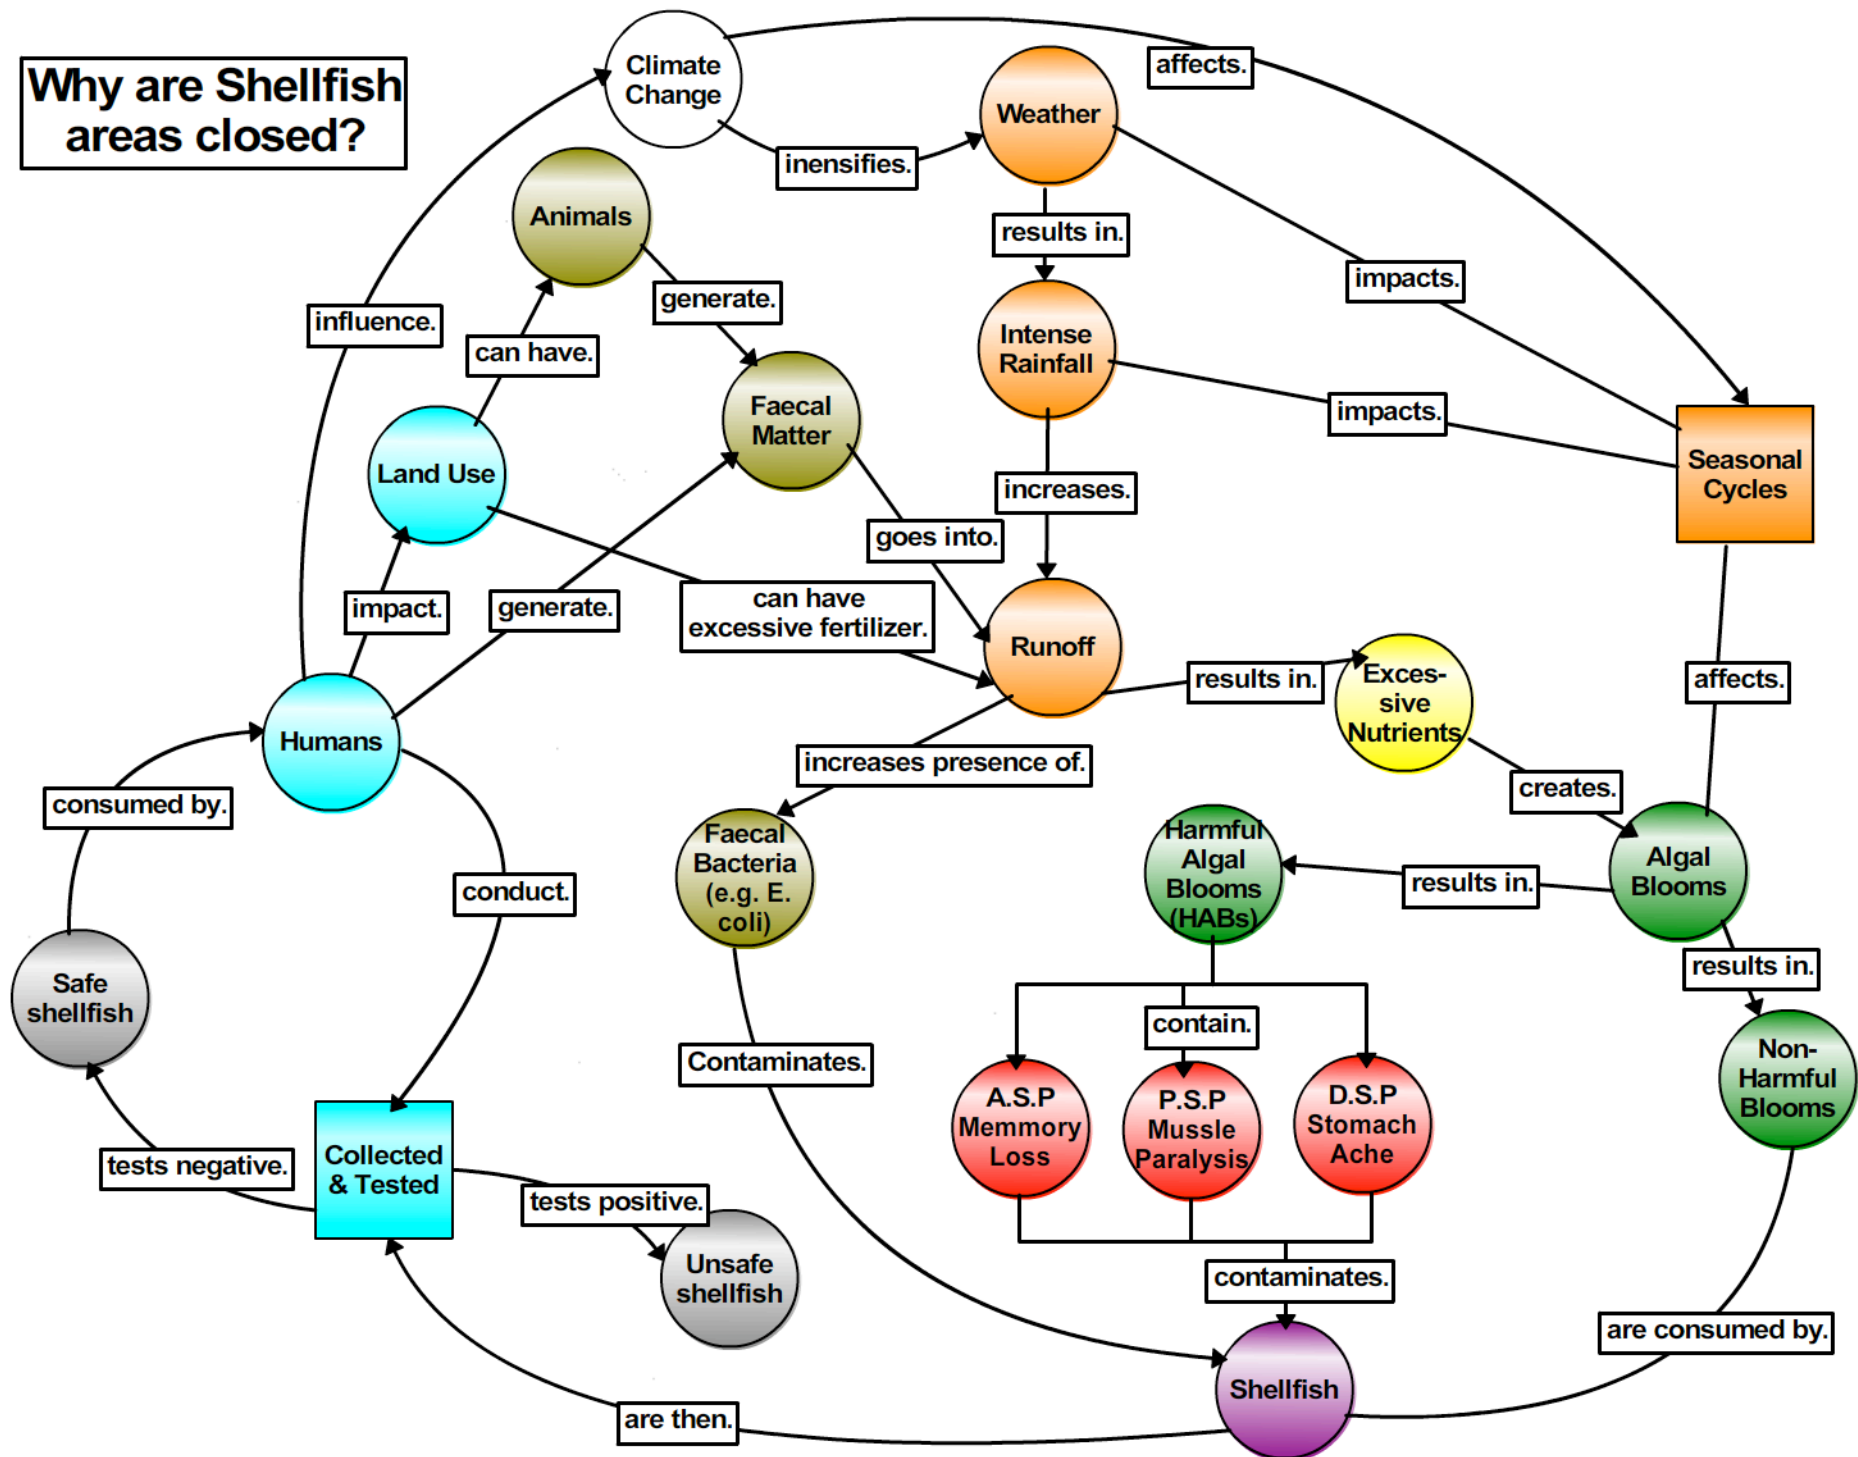 Why are Shellfish
areas closed?
Climate
Change
affects.
Weather
inensifies.
Animals
results in.
generate.
impacts.
influence.
can have.
Intense
Rainfall
Faecal
Matter
impacts.
Land Use
Seasonal
Cycles
increases.
goes into.
impact.
generate.
can have
excessive fertilizer.
Runoff
results in.
Exces-
sive
Nutrients
affects.
Humans
increases presence of.
creates.
consumed by.
conduct.
Faecal
Bacteria
(e.g. E.
coli)
Harmful
Algal
Blooms
(HABs)
results in.
Algal
Blooms
results in.
Safe
shellfish
contain.
Contaminates.
Non-
Harmful
Blooms
A.S.P
Memmory
Loss
P.S.P
Mussle
Paralysis
D.S.P
Stomach
Ache
tests negative.
Collected
& Tested
tests positive.
Unsafe
shellfish
contaminates.
are consumed by.
Shellfish
are then.